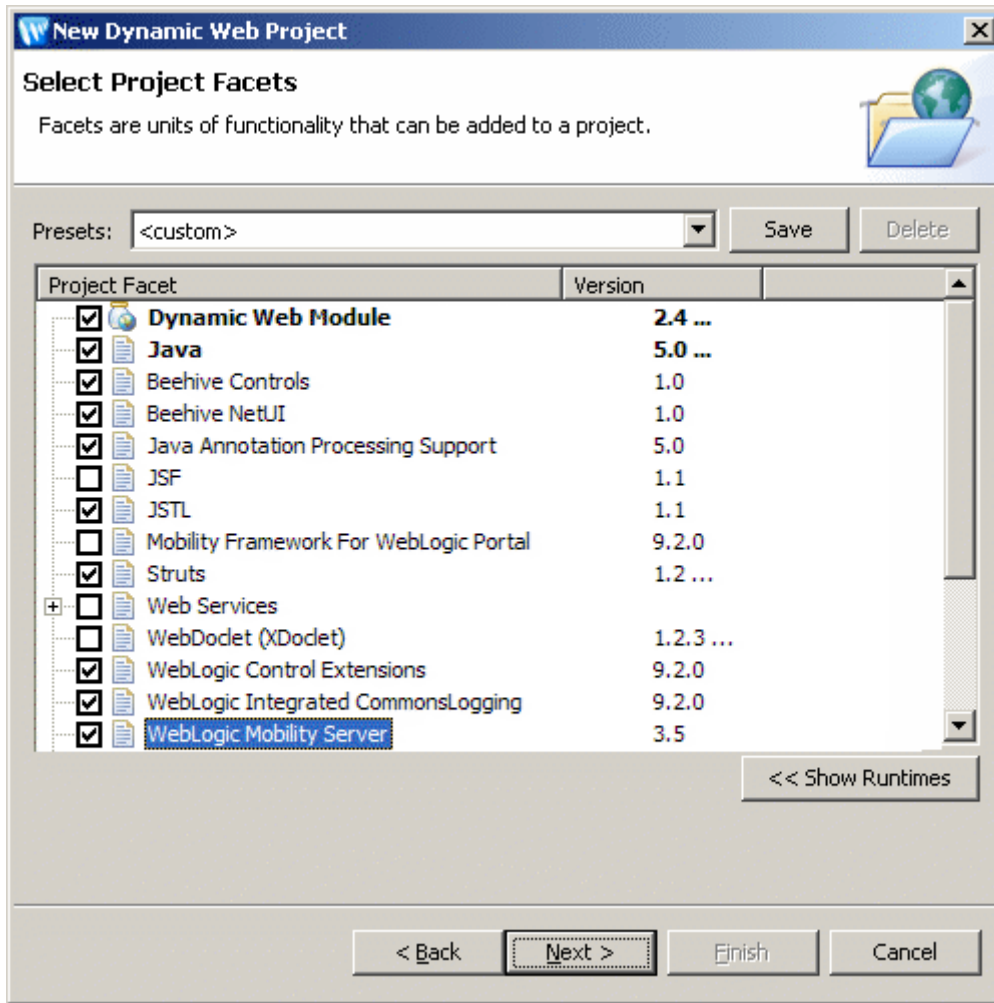 New Dynamic Web Project
Select Project Facets
Facets are units of functionality that can be added to a project.
Presets: <custom> Save Delete
Project Facet Version
Dynamic Web Module 2.4 ...
Java 5.0 ...
Beehive Controls 1.0
Beehive NetUI 1.0
Java Annotation Processing Support 5.0
JSF 1.1
JSTL 1.1
Mobility Framework For WebLogic Portal 9.2.0
Struts 1.2 ...
Web Services
WebDoclet (XDoclet) 1.2.3 ...
WebLogic Control Extensions 9.2.0
WebLogic Integrated CommonsLogging 9.2.0
WebLogic Mobility Server 3.5
<< Show Runtimes
< Back Next > Finish Cancel